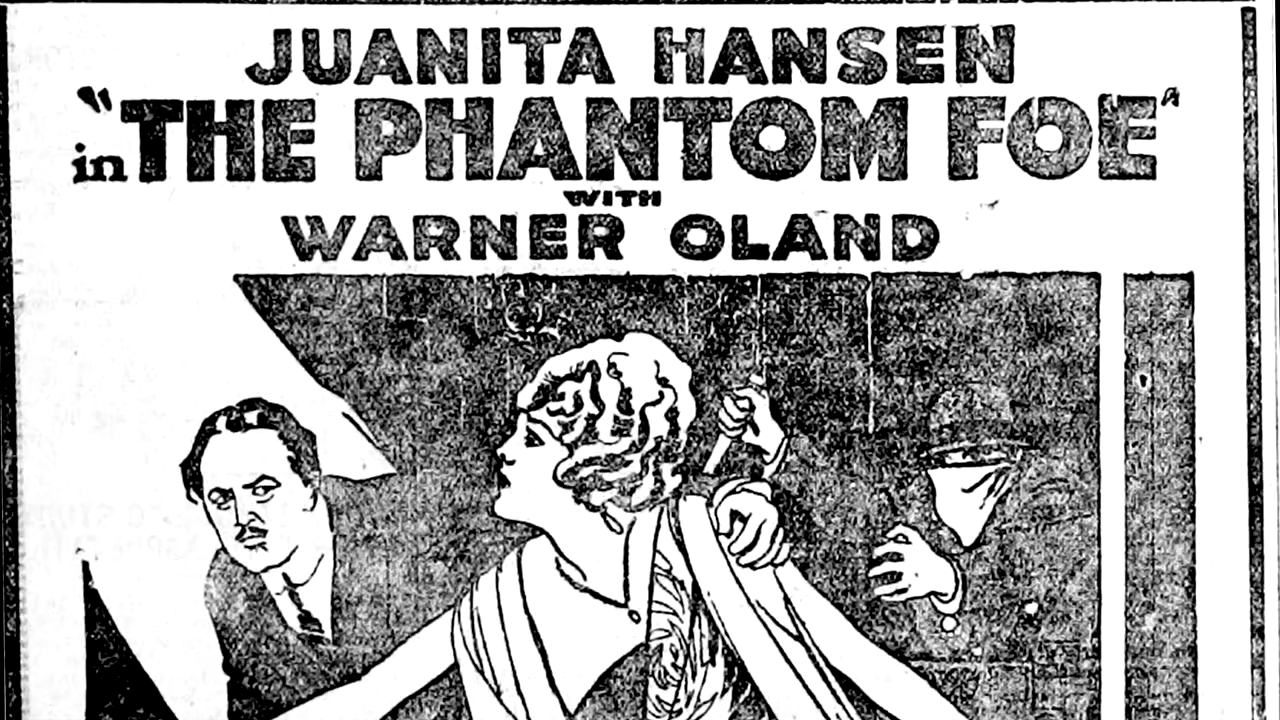 JUANITA HANSEN
in "THE PHANTOM FOE"
WITH
WARNER OLAND